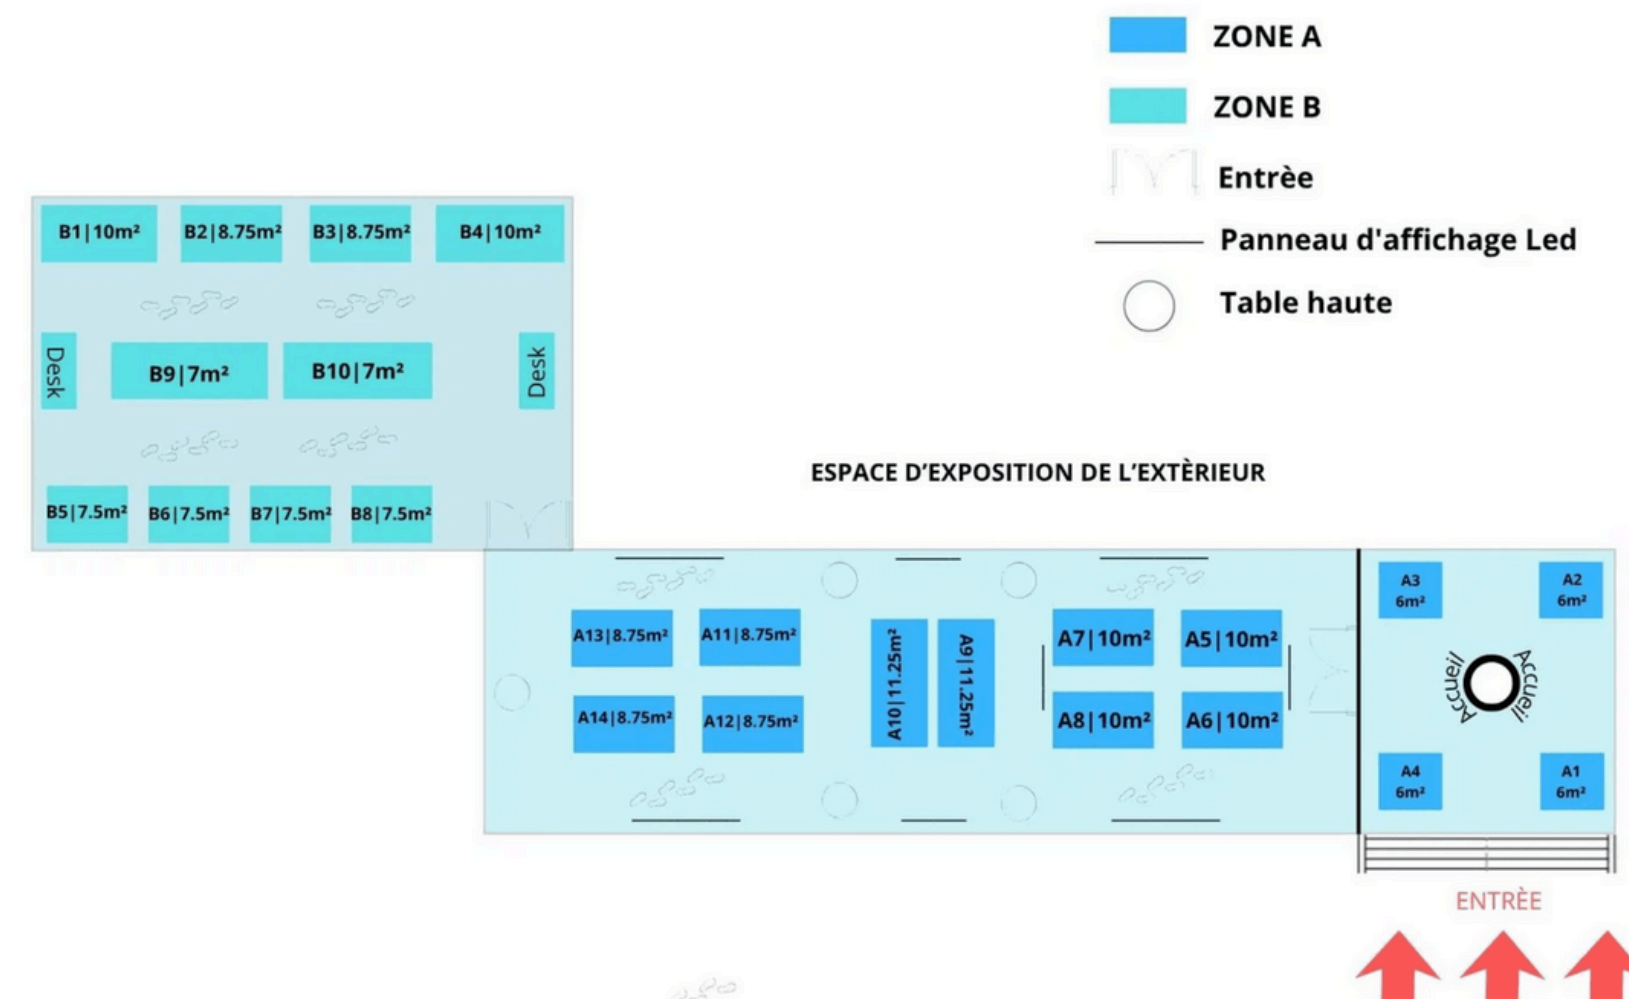 ZONE A
ZONE B
Entrèe
Panneau d'affichage Led
Table haute
B1|10m²
B2|8.75m²
B3|8.75m²
B4|10m²
Desk
B9|7m²
B10|7m²
Desk
B5|7.5m²
B6|7.5m²
B7|7.5m²
B8|7.5m²
ESPACE D'EXPOSITION DE L'EXTÈRIEUR
A13|8.75m²
A11|8.75m²
A14|8.75m²
A12|8.75m²
A10|11.25m²
A9|11.25m²
A7|10m²
A5|10m²
A8|10m²
A6|10m²
A3
6m²
A2
6m²
Accueil
Accueil
A4
6m²
A1
6m²
ENTRÈE